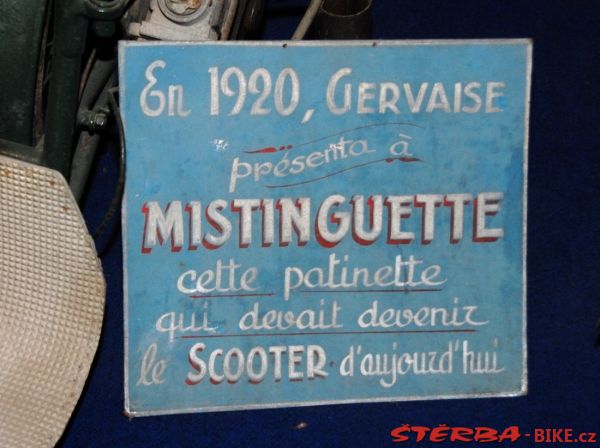 En 1920, GERVAISE
présenta à
MISTINGUETTE
cette patinette
qui devait devenir
le SCOOTER d'aujourd'hui
ŠTĚRBA-BIKE.cz